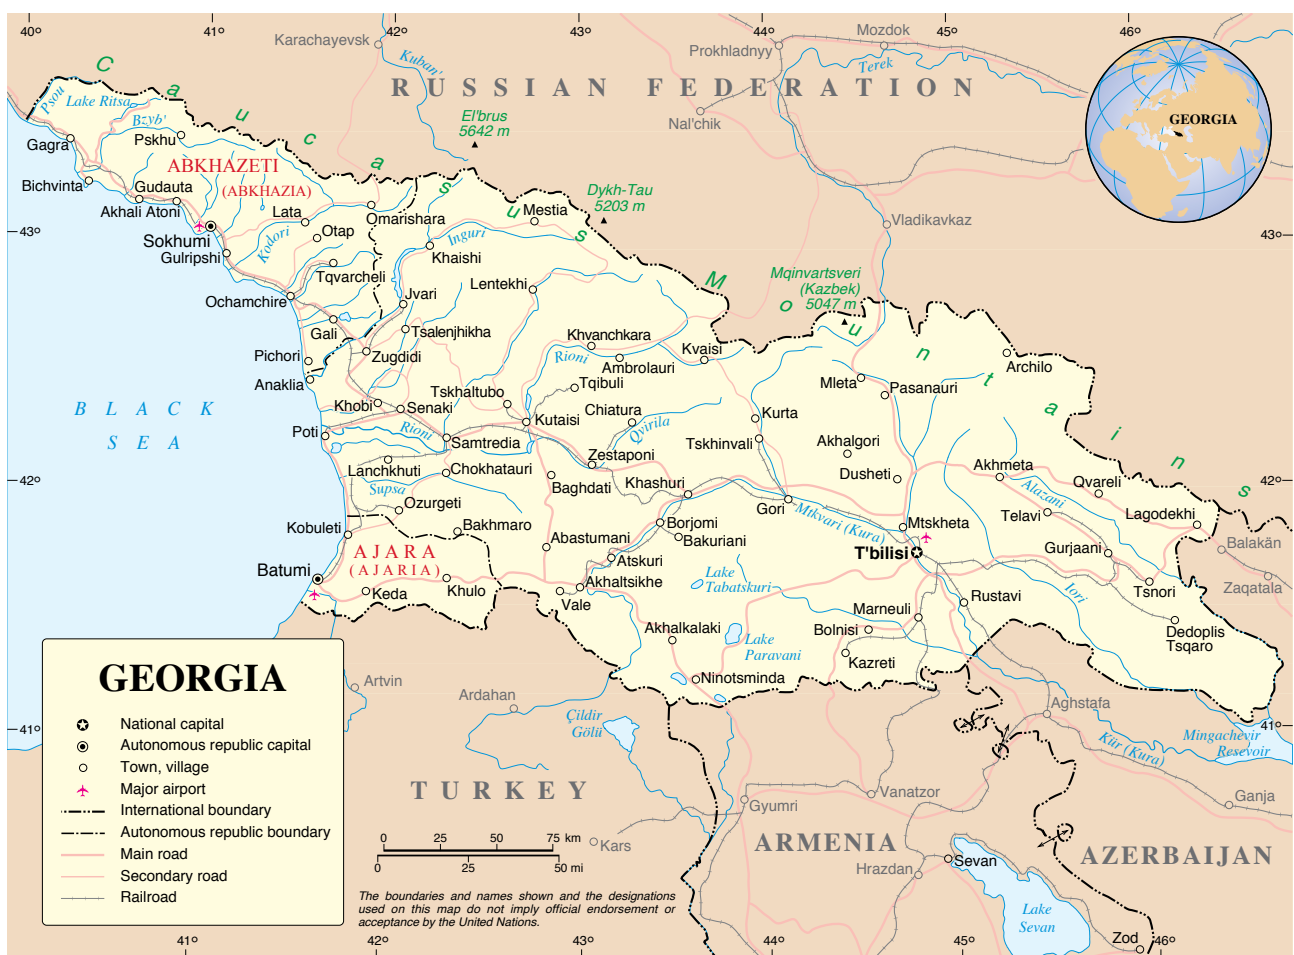 40° 41° 42° 43° 44° 45° 46°
Karachayevsk
Kuban'
Prokhladnyy
Mozdok
Terek
RUSSIAN FEDERATION
Nal'chik
GEORGIA
Caucasus Mountains
Psou
Lake Ritsa
Bzyb'
Pskhu
Gagra
El'brus
5642 m
Bichvinta
ABKHAZETI
(ABKHAZIA)
Gudauta
Akhali Atoni
Dykh-Tau
5203 m
Lata
Omarishara
Mestia
Vladikavkaz
43°
43°
Sokhumi
Otap
Kodori
Inguri
Gulripshi
Khaishi
Tqvarcheli
Lentekhi
Mqinvartsveri
(Kazbek)
5047 m
Ochamchire
Jvari
Gali
Tsalenjhikha
Khvanchkara
Kvaisi
Pichori
Zugdidi
Rioni
Ambrolauri
Archilo
Anaklia
Tqibuli
Mleta
Pasanauri
Tskhaltubo
Khobi
Senaki
Chiatura
Kutaisi
Kurta
BLACK
SEA
Poti
Rioni
Qvirila
Samtredia
Tskhinvali
Akhalgori
Zestaponi
Lanchkhuti
Chokhatauri
Dusheti
Akhmeta
42°
42°
Supsa
Baghdati
Khashuri
Qvareli
Alazani
Ozurgeti
Gori
Mtkvari (Kura)
Telavi
Lagodekhi
Kobuleti
Bakhmaro
Borjomi
Mtskheta
Bakuriani
Balakän
AJARA
(AJARIA)
Abastumani
T'bilisi
Gurjaani
Batumi
Atskuri
Akhaltsikhe
Lake
Tabatskuri
Zaqatala
Keda
Khulo
Vale
Iori
Tsnori
Rustavi
Marneuli
Akhalkalaki
Bolnisi
Lake
Paravani
Dedoplis
Tsqaro
Kazreti
Ninotsminda
GEORGIA
National capital
Autonomous republic capital
Town, village
Major airport
International boundary
Autonomous republic boundary
Main road
Secondary road
Railroad
Artvin
Ardahan
Çildir
Gölü
Aghstafa
41°
41°
Kür (Kura)
Mingachevir
Resevoir
TURKEY
Gyumri
Vanatzor
Ganja
0 25 50 75 km
0 25 50 mi
Kars
ARMENIA
AZERBAIJAN
Hrazdan
Sevan
The boundaries and names shown and the designations
used on this map do not imply official endorsement or
acceptance by the United Nations.
Lake
Sevan
Zod
41° 42° 43° 44° 45° 46°